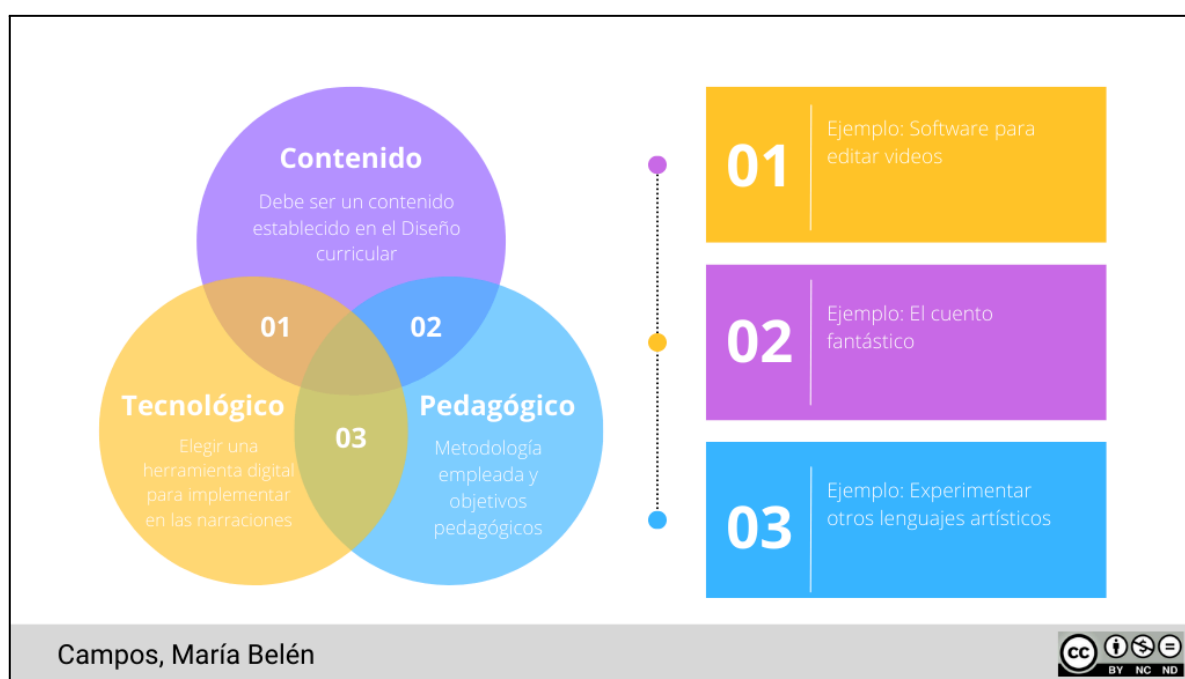 Contenido
Debe ser un contenido
establecido en el Diseño
curricular
01
02
Tecnológico
Elegir una
herramienta digital
para implementar
en las narraciones
03
Pedagógico
Metodología
empleada y
objetivos
pedagógicos
01
Ejemplo: Software para
editar videos
02
Ejemplo: El cuento
fantástico
03
Ejemplo: Experimentar
otros lenguajes artísticos
Campos, María Belén
cc
BY NC ND